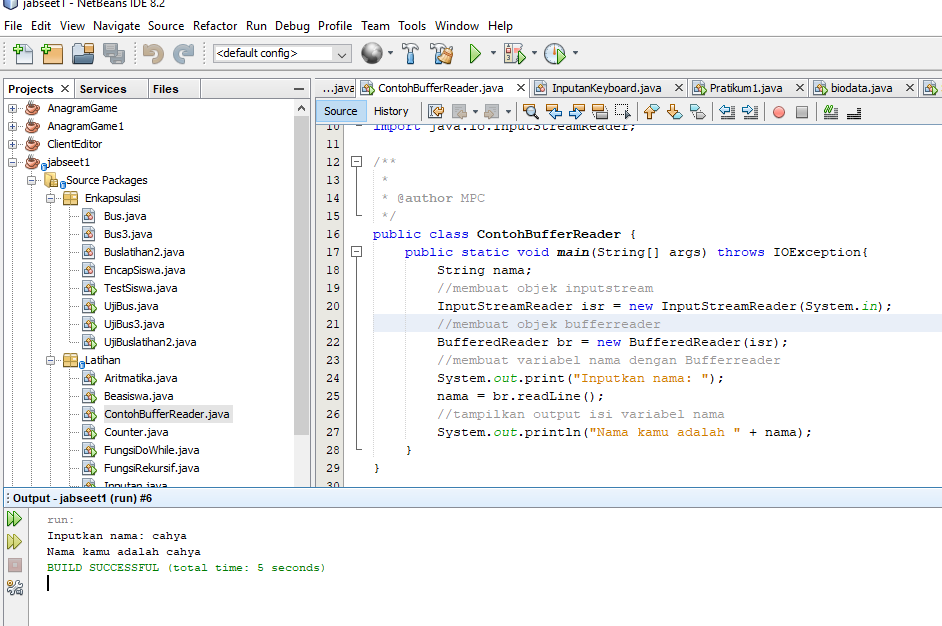 jabseet1 - NetBeans IDE 8.2
File Edit View Navigate Source Refactor Run Debug Profile Team Tools Window Help
<default config>
Projects Services Files
AnagramGame
AnagramGame1
ClientEditor
jabseet1
Source Packages
Enkapsulasi
Bus.java
Bus3.java
Buslatihan2.java
EncapSiswa.java
TestSiswa.java
UjiBus.java
UjiBus3.java
UjiBuslatihan2.java
Latihan
Aritmatika.java
Beasiswa.java
ContohBufferReader.java
Counter.java
FungsiDoWhile.java
FungsiRekursif.java
Inputan.java
...java ContohBufferReader.java InputanKeyboard.java Pratikum1.java biodata.java
Source History
10 import java.io.InputStreamReader;
11
12 /**
13 *
14 * @author MPC
15 */
16 public class ContohBufferReader {
17 public static void main(String[] args) throws IOException{
18 String nama;
19 //membuat objek inputstream
20 InputStreamReader isr = new InputStreamReader(System.in);
21 //membuat objek bufferreader
22 BufferedReader br = new BufferedReader(isr);
23 //membuat variabel nama dengan Bufferreader
24 System.out.print("Inputkan nama: ");
25 nama = br.readLine();
26 //tampilkan output isi variabel nama
27 System.out.println("Nama kamu adalah " + nama);
28 }
29 }
30
Output - jabseet1 (run) #6
run:
Inputkan nama: cahya
Nama kamu adalah cahya
BUILD SUCCESSFUL (total time: 5 seconds)